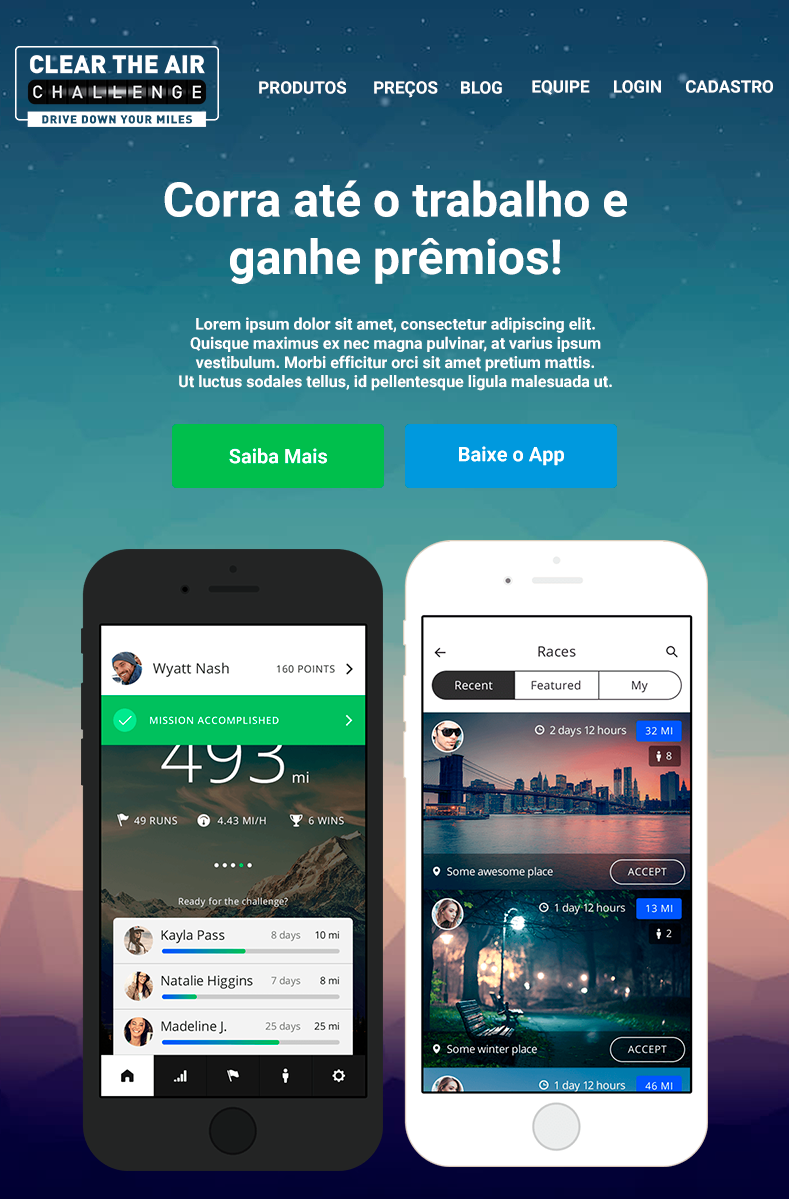 CLEAR THE AIR
CHALLENGE
DRIVE DOWN YOUR MILES
PRODUTOS PREÇOS BLOG EQUIPE LOGIN CADASTRO
Corra até o trabalho e
ganhe prêmios!
Lorem ipsum dolor sit amet, consectetur adipiscing elit.
Quisque maximus ex nec magna pulvinar, at varius ipsum
vestibulum. Morbi efficitur orci sit amet pretium mattis.
Ut luctus sodales tellus, id pellentesque ligula malesuada ut.
Saiba Mais
Baixe o App
Wyatt Nash 160 POINTS
MISSION ACCOMPLISHED
493 mi
49 RUNS 4.43 MI/H 6 WINS
Ready for the challenge?
Kayla Pass 8 days 10 mi
Natalie Higgins 7 days 8 mi
Madeline J. 25 days 25 mi
Races
Recent Featured My
2 days 12 hours 32 MI
8
Some awesome place ACCEPT
1 day 12 hours 13 MI
2
Some winter place ACCEPT
1 day 12 hours 46 MI